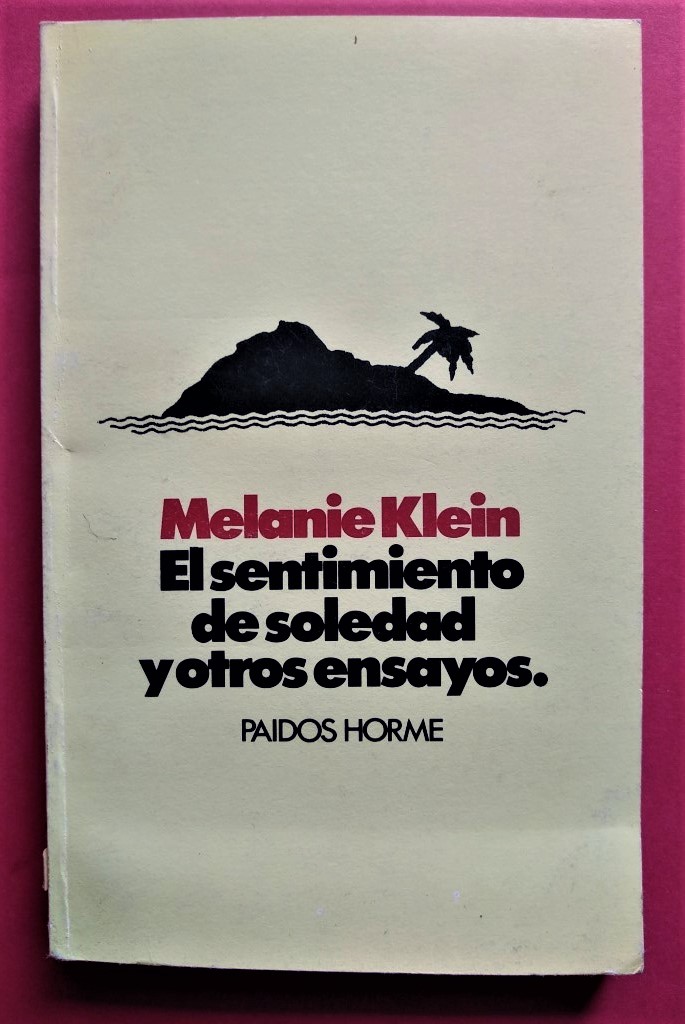 Melanie Klein
El sentimiento
de soledad
y otros ensayos.
PAIDOS HORME